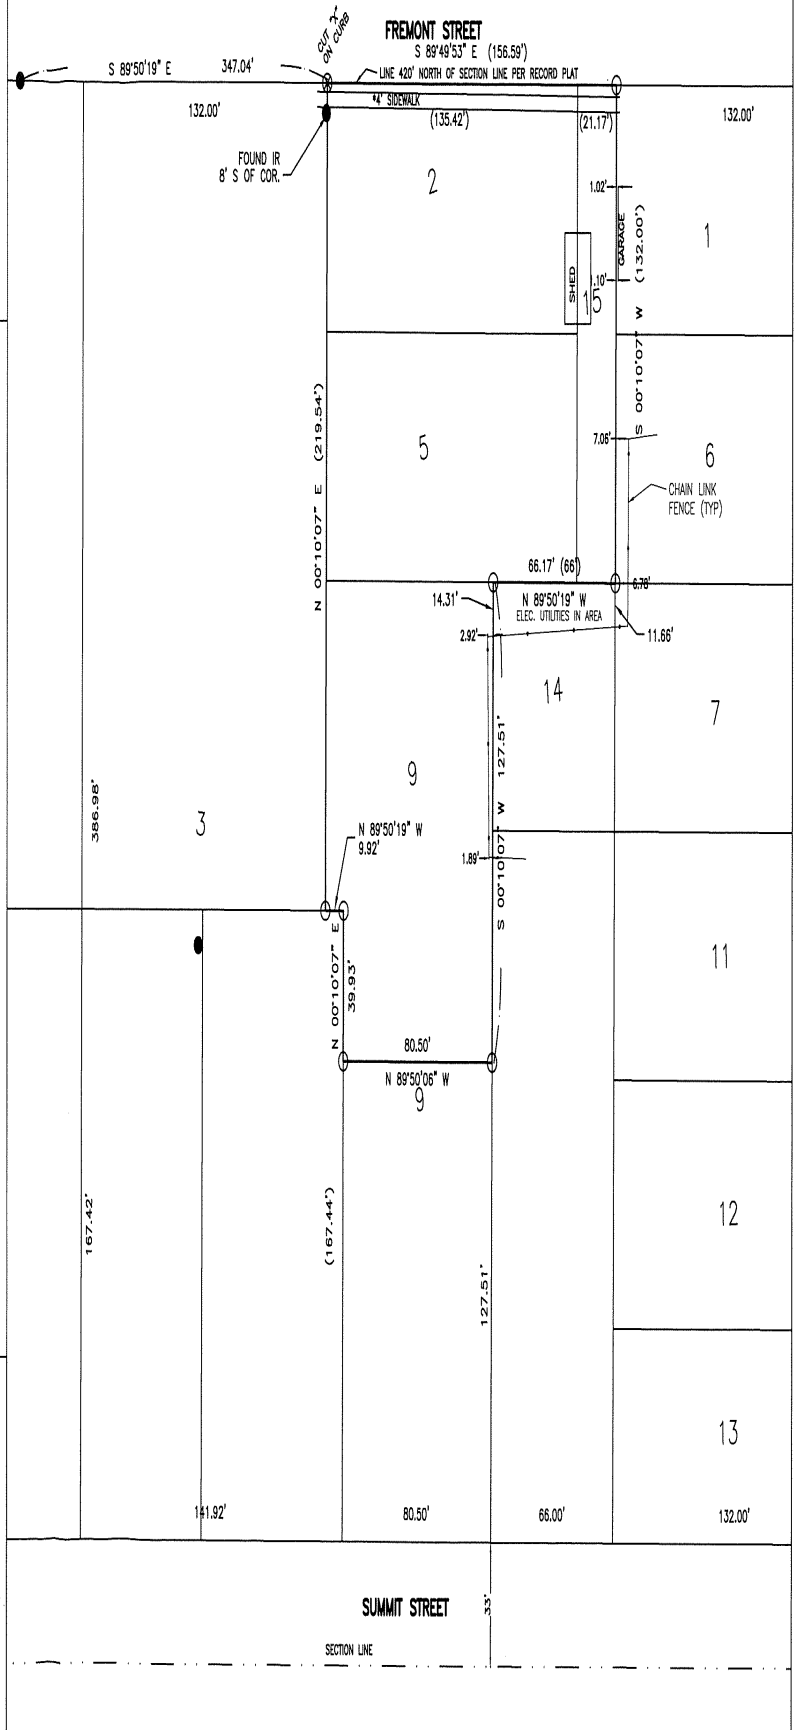 CUT "X"
ON CURB
FREMONT STREET
S 89°49'53" E (156.59')
S 89°50'19" E 347.04'
LINE 420' NORTH OF SECTION LINE PER RECORD PLAT
*4' SIDEWALK
132.00'
(135.42')
(21.17')
132.00'
FOUND IR
8' S OF COR.
2
1.02'
GARAGE
S 00°10'07" W (132.00')
1
SHED
1.10'
15
N 00°10'07" E (219.54')
5
7.06'
6
CHAIN LINK
FENCE (TYP)
66.17' (66')
6.78'
14.31'
N 89°50'19" W
ELEC. UTILITIES IN AREA
2.92'
11.66'
14
7
S 00°10'07" W 127.51'
9
386.98'
3
N 89°50'19" W
9.92'
1.89'
N 00°10'07" E
39.93'
11
80.50'
N 89°50'06" W
9
167.42'
(167.44')
127.51'
12
13
141.92'
80.50'
66.00'
132.00'
SUMMIT STREET
33'
SECTION LINE